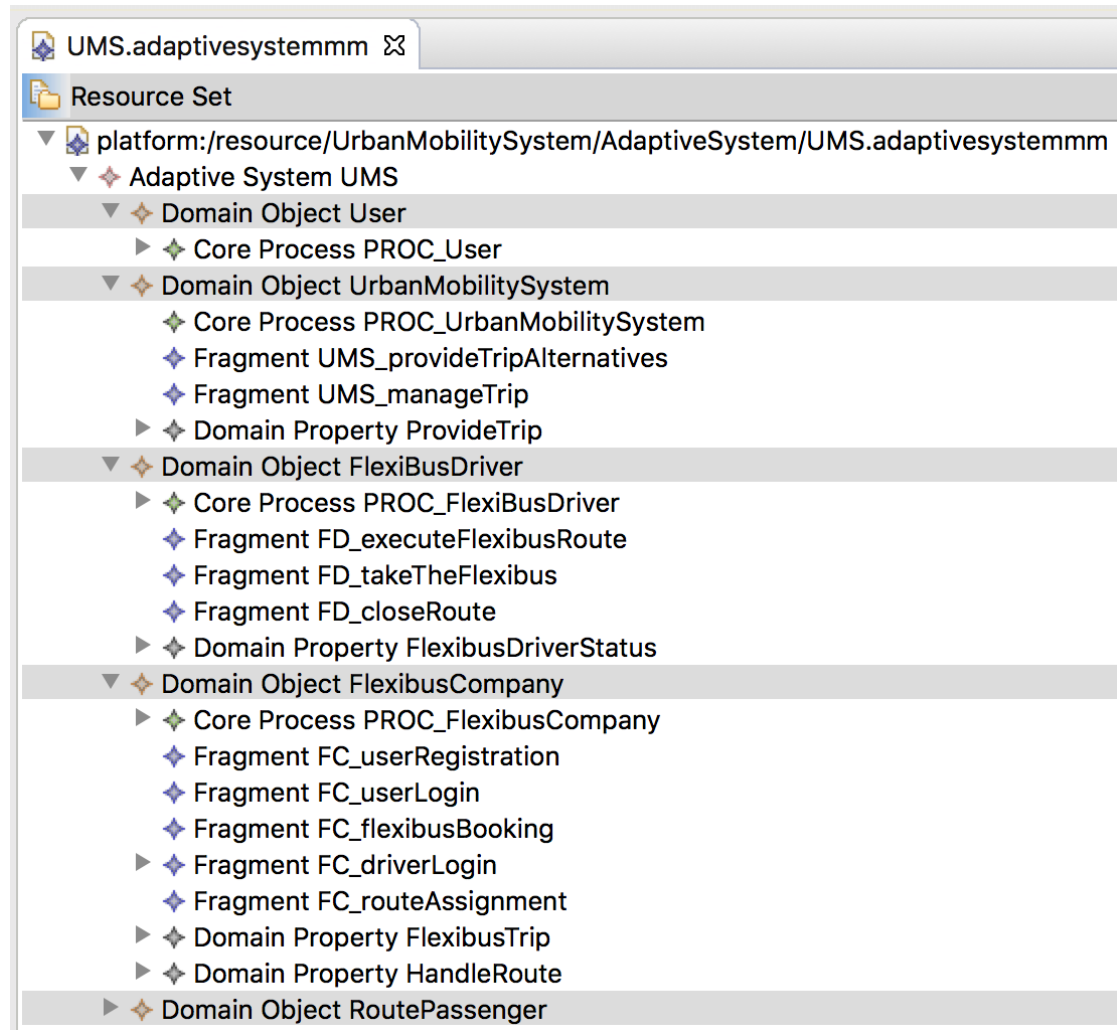 UMS.adaptivesystemmm
Resource Set
platform:/resource/UrbanMobilitySystem/AdaptiveSystem/UMS.adaptivesystemmm
Adaptive System UMS
Domain Object User
Core Process PROC_User
Domain Object UrbanMobilitySystem
Core Process PROC_UrbanMobilitySystem
Fragment UMS_provideTripAlternatives
Fragment UMS_manageTrip
Domain Property ProvideTrip
Domain Object FlexiBusDriver
Core Process PROC_FlexiBusDriver
Fragment FD_executeFlexibusRoute
Fragment FD_takeTheFlexibus
Fragment FD_closeRoute
Domain Property FlexibusDriverStatus
Domain Object FlexibusCompany
Core Process PROC_FlexibusCompany
Fragment FC_userRegistration
Fragment FC_userLogin
Fragment FC_flexibusBooking
Fragment FC_driverLogin
Fragment FC_routeAssignment
Domain Property FlexibusTrip
Domain Property HandleRoute
Domain Object RoutePassenger